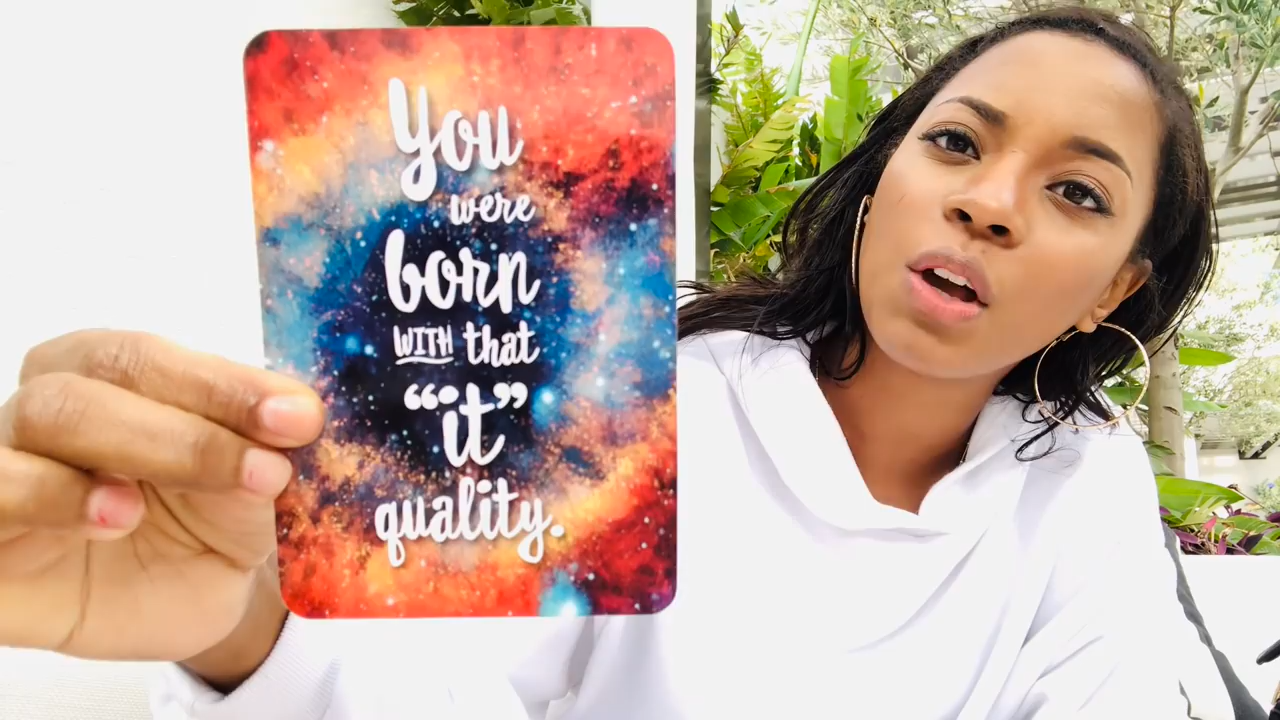 You
were
born
WITH that
“it”
quality.